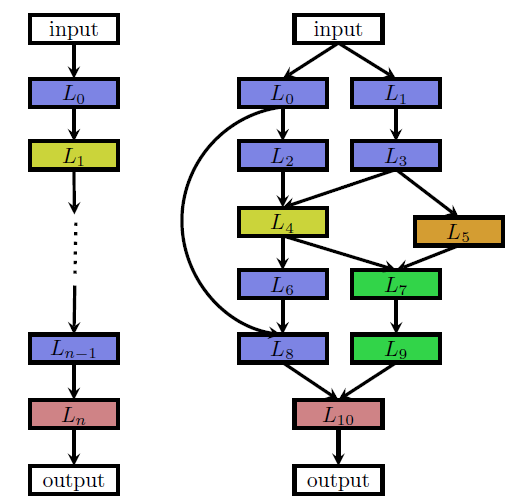 input
L₀
L₁
Lₙ₋₁
Lₙ
output
input
L₀ L₁
L₂ L₃
L₄
L₅
L₆ L₇
L₈ L₉
L₁₀
output